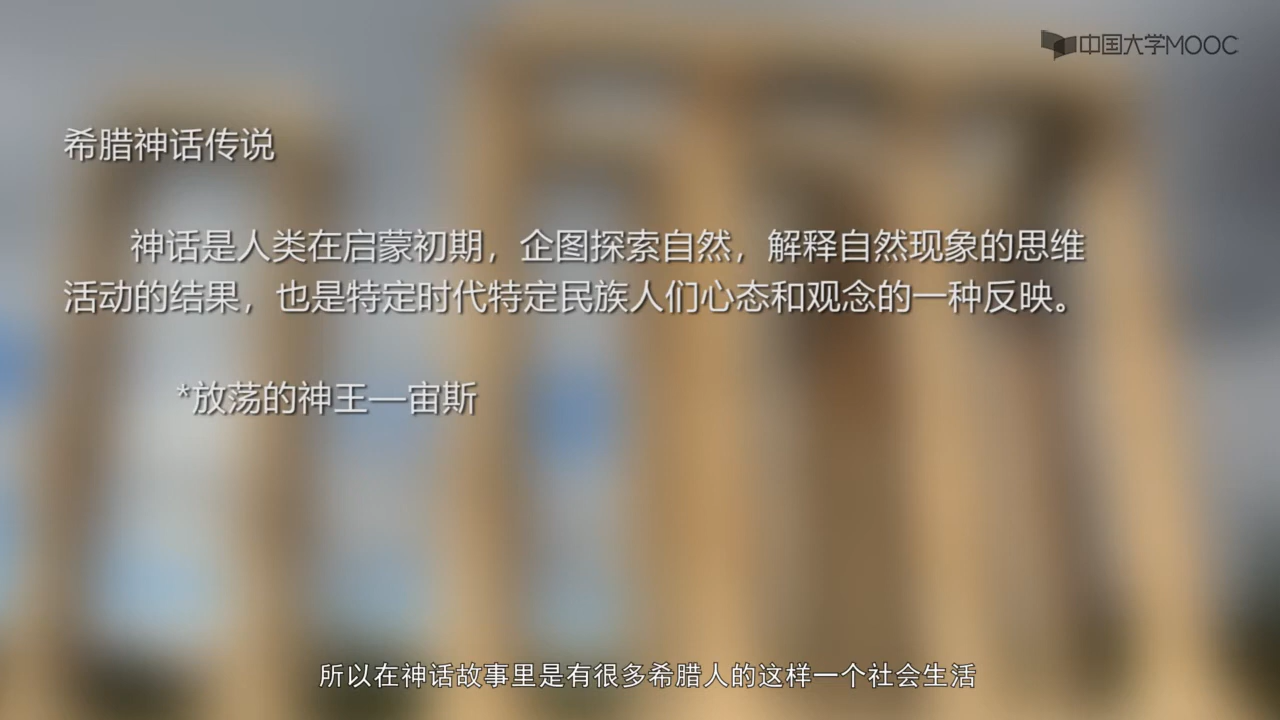 中国大学MOOC
希腊神话传说
神话是人类在启蒙初期，企图探索自然，解释自然现象的思维
活动的结果，也是特定时代特定民族人们心态和观念的一种反映。
*放荡的神王—宙斯
所以在神话故事里是有很多希腊人的这样一个社会生活